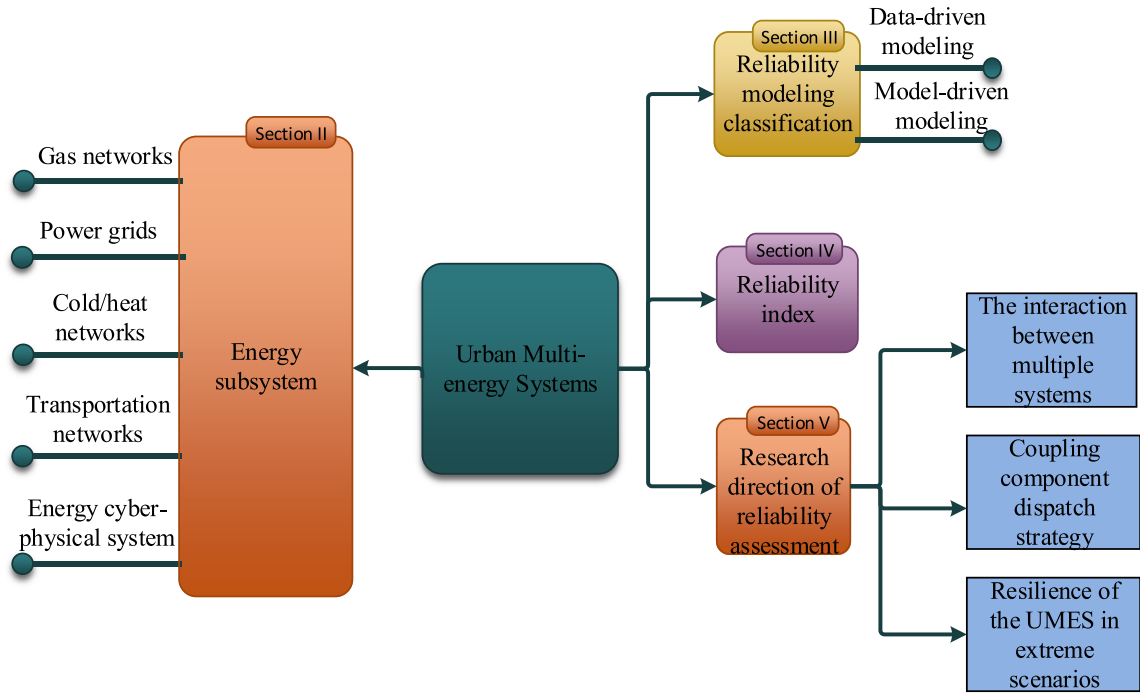 Section II
Gas networks
Power grids
Cold/heat
networks
Transportation
networks
Energy cyber-
physical system
Energy
subsystem
Urban Multi-
energy Systems
Section III
Reliability
modeling
classification
Data-driven
modeling
Model-driven
modeling
Section IV
Reliability
index
Section V
Research
direction of
reliability
assessment
The interaction
between
multiple
systems
Coupling
component
dispatch
strategy
Resilience of
the UMES in
extreme
scenarios